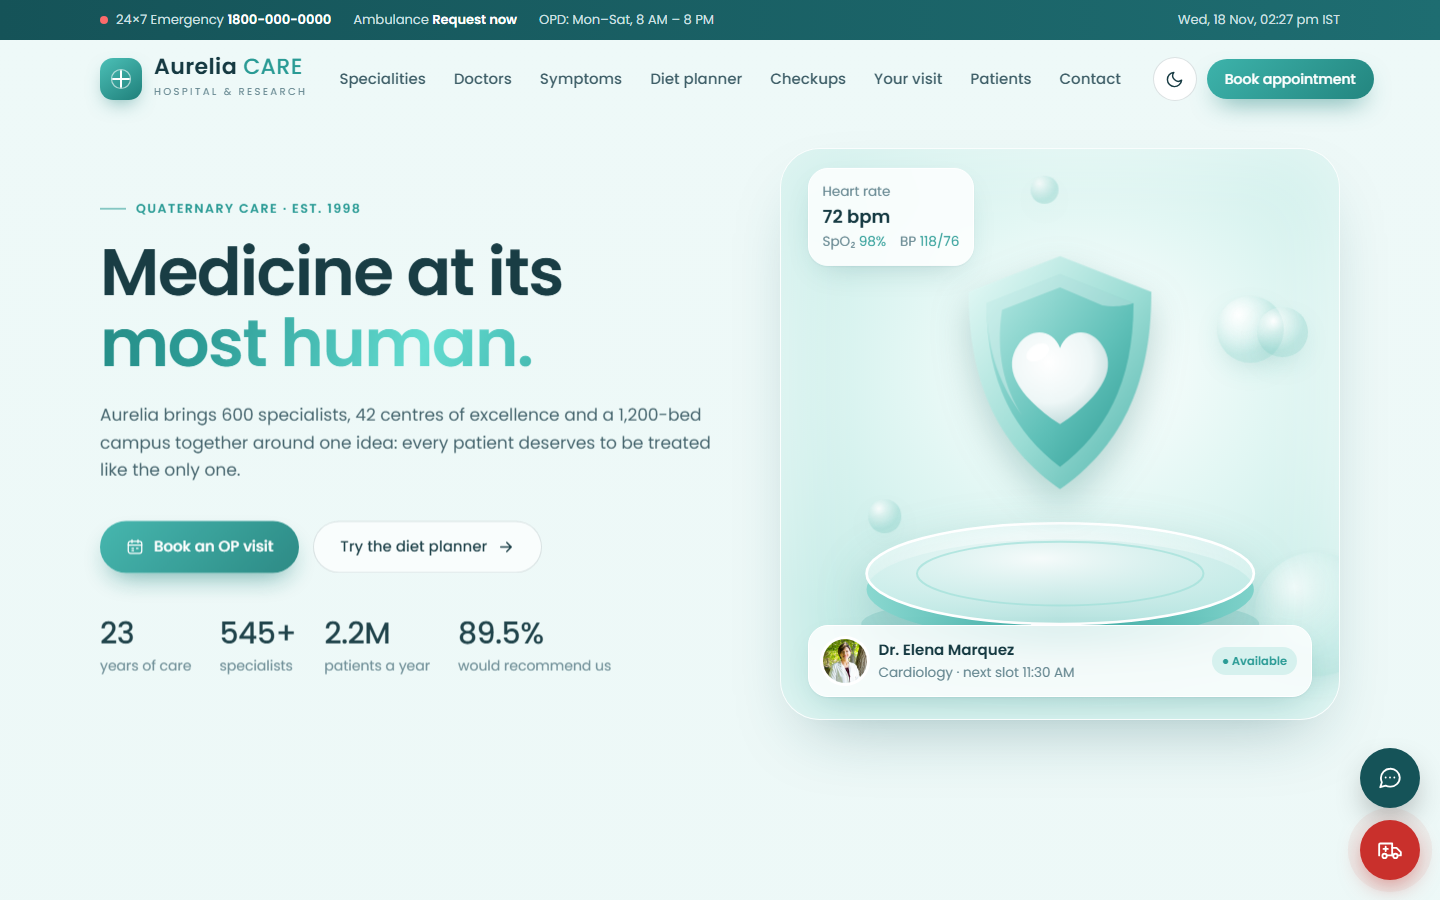 24×7 Emergency 1800-000-0000
Ambulance Request now
OPD: Mon–Sat, 8 AM – 8 PM
Wed, 18 Nov, 02:27 pm IST
Aurelia CARE
HOSPITAL & RESEARCH
Specialities
Doctors
Symptoms
Diet planner
Checkups
Your visit
Patients
Contact
Book appointment
QUATERNARY CARE · EST. 1998
Medicine at its
most human.
Aurelia brings 600 specialists, 42 centres of excellence and a 1,200-bed
campus together around one idea: every patient deserves to be treated
like the only one.
Book an OP visit
Try the diet planner →
23
years of care
545+
specialists
2.2M
patients a year
89.5%
would recommend us
Heart rate
72 bpm
SpO₂ 98% BP 118/76
Dr. Elena Marquez
Cardiology · next slot 11:30 AM
● Available